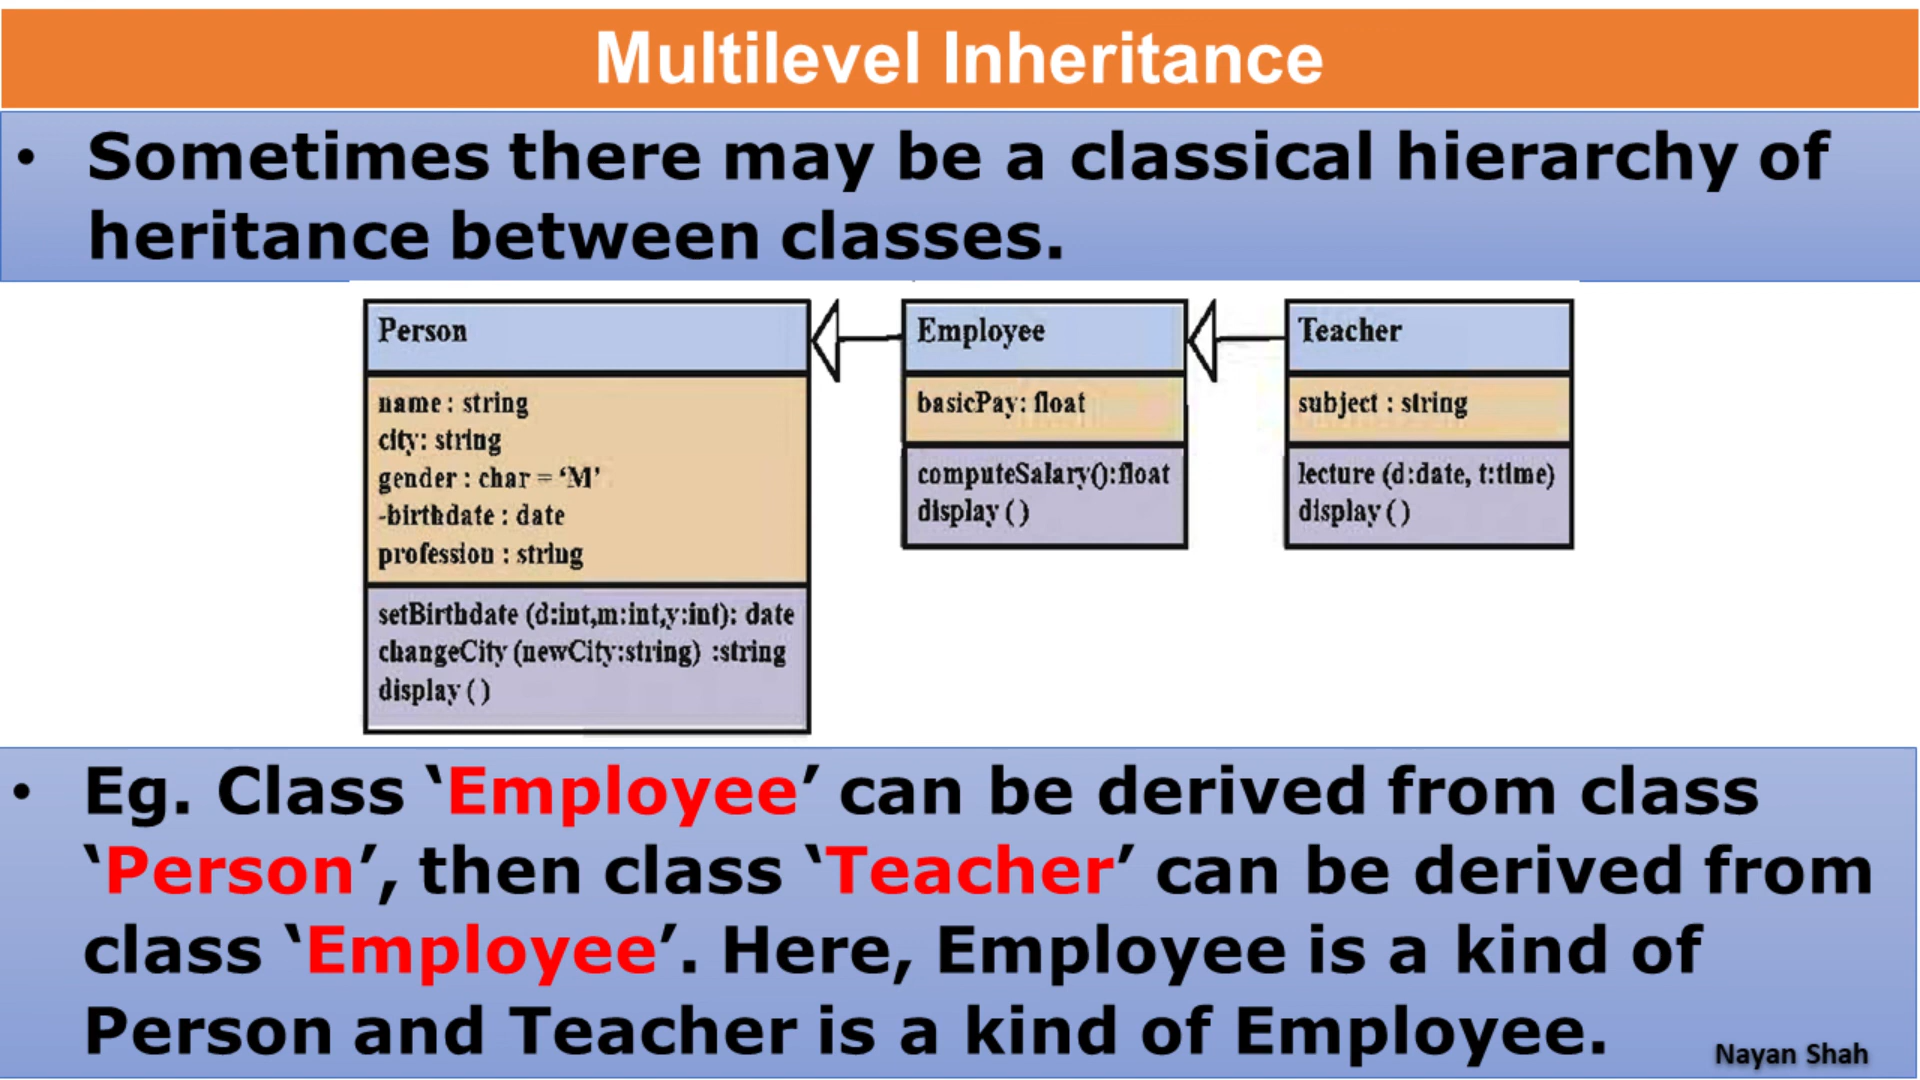 Multilevel Inheritance
• Sometimes there may be a classical hierarchy of
heritance between classes.
Person
name : string
city: string
gender : char = ‘M’
-birthdate : date
profession : string
setBirthdate (d:int,m:int,y:int): date
changeCity (newCity:string) :string
display ( )
Employee
basicPay: float
computeSalary():float
display ( )
Teacher
subject : string
lecture (d:date, t:time)
display ( )
• Eg. Class ‘Employee’ can be derived from class
‘Person’, then class ‘Teacher’ can be derived from
class ‘Employee’. Here, Employee is a kind of
Person and Teacher is a kind of Employee.
Nayan Shah